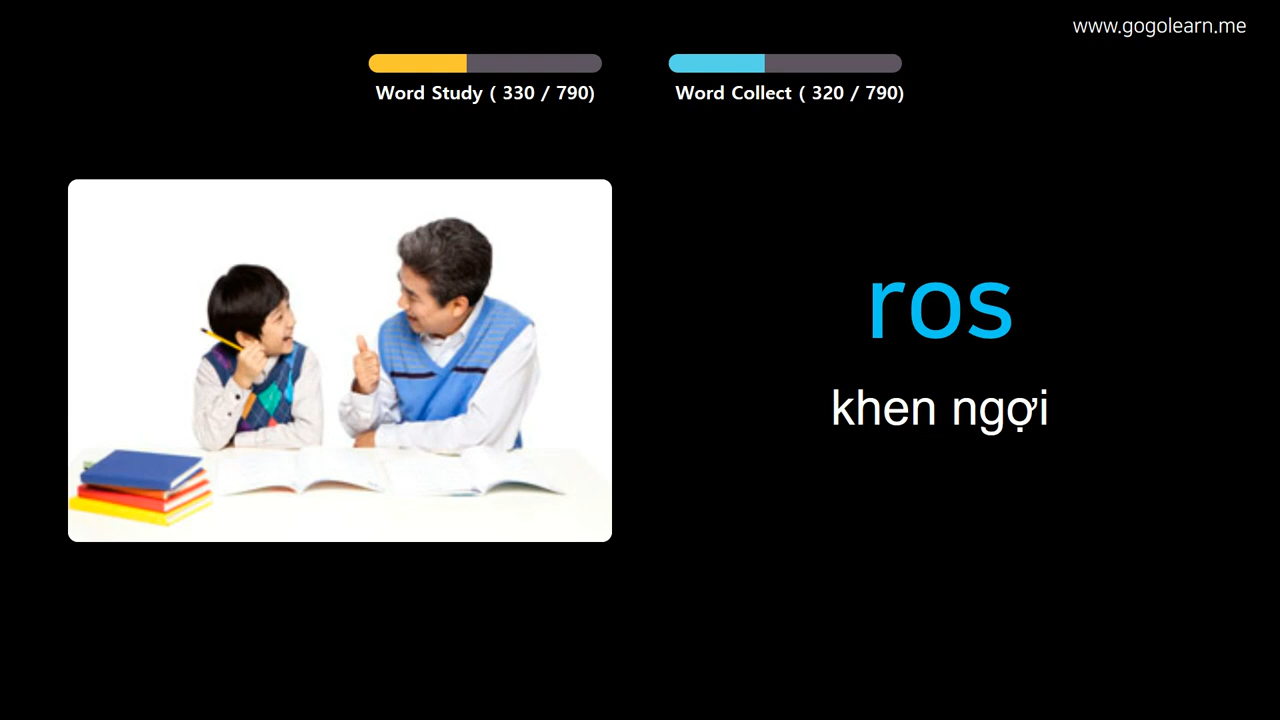 www.gogolearn.me
Word Study ( 330 / 790)
Word Collect ( 320 / 790)
ros
khen ngợi